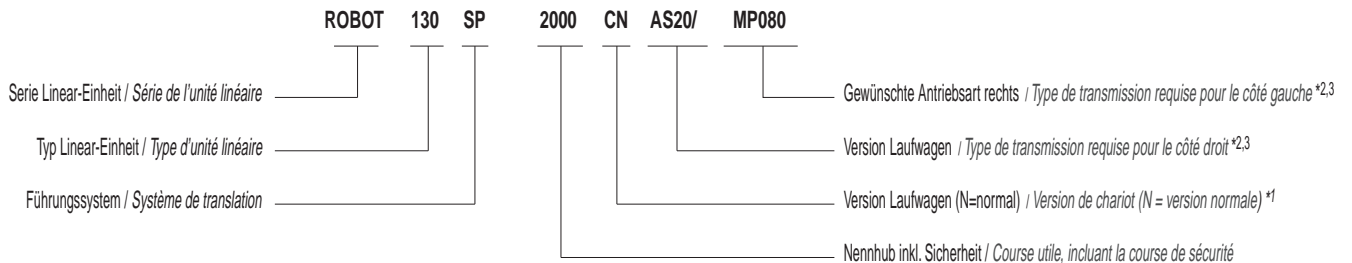 ROBOT 130 SP 2000 CN AS20/ MP080
Serie Linear-Einheit / Série de l'unité linéaire
Gewünschte Antriebsart rechts / Type de transmission requise pour le côté gauche *2,3
Typ Linear-Einheit / Type d'unité linéaire
Version Laufwagen / Type de transmission requise pour le côté droit *2,3
Führungssystem / Système de translation
Version Laufwagen (N=normal) / Version de chariot (N = version normale) *1
Nennhub inkl. Sicherheit / Course utile, incluant la course de sécurité